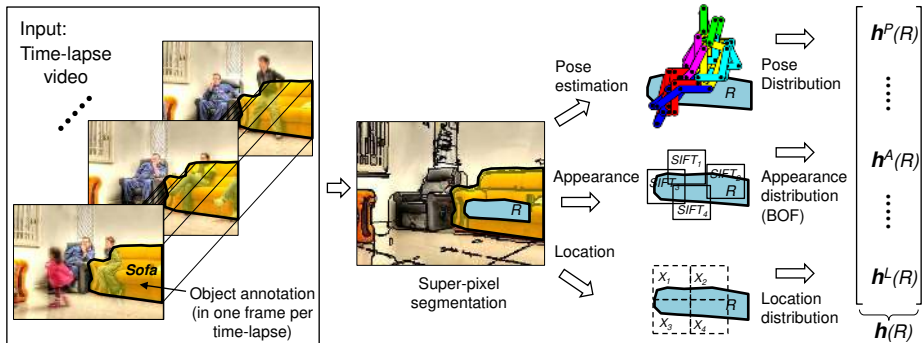 Input:
Time-lapse
video
Sofa
Object annotation
(in one frame per
time-lapse)
R
Super-pixel
segmentation
Pose
estimation
R
Pose
Distribution
h^P(R)
Appearance
SIFT1
SIFT2
SIFT3
SIFT4
R
Appearance
distribution
(BOF)
h^A(R)
Location
X1 X2
X3 X4
R
Location
distribution
h^L(R)
h(R)